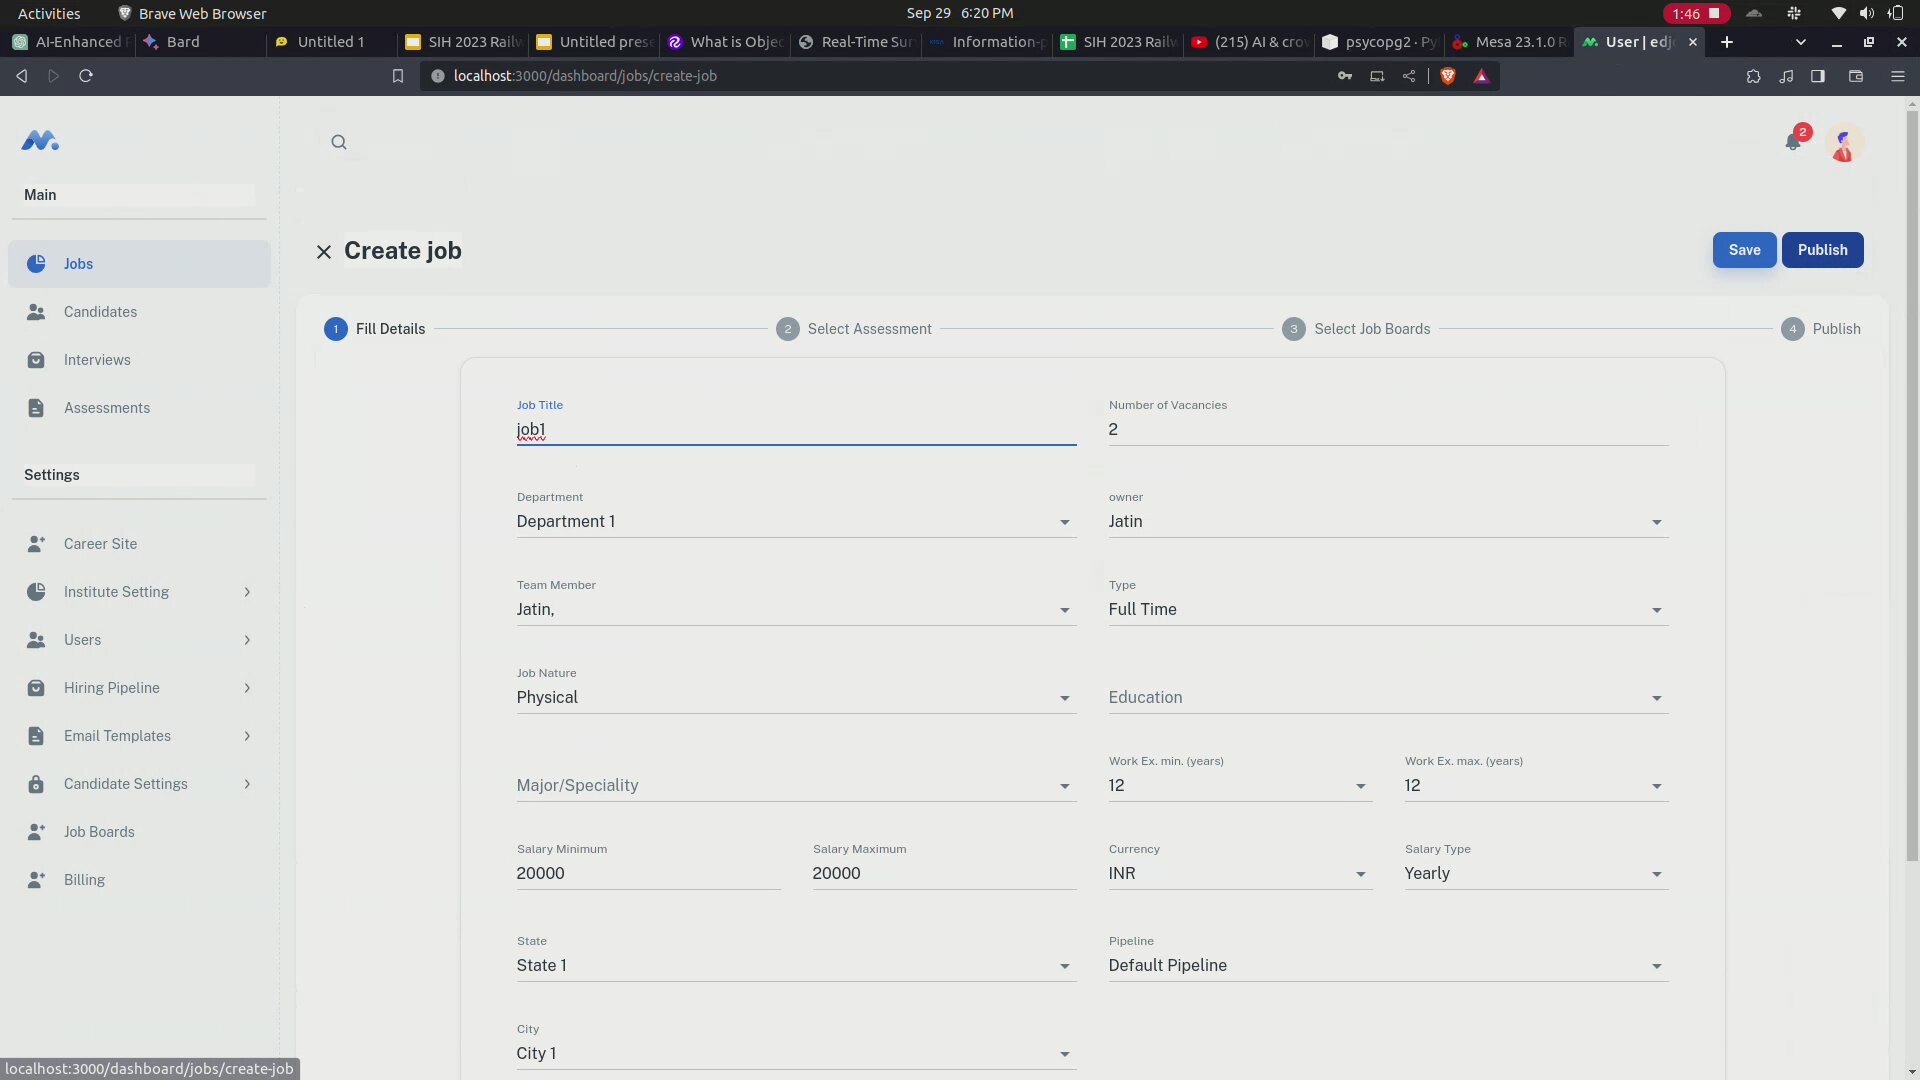 Activities
Brave Web Browser
Sep 29 6:20 PM
1:46
AI-Enhanced
Bard
Untitled 1
SIH 2023 Railw
Untitled prese
What is Objec
Real-Time Sur
Information-p
SIH 2023 Railw
(215) AI & crow
psycopg2 · Py
Mesa 23.1.0 R
User | edj
localhost:3000/dashboard/jobs/create-job
2
Main
Create job
Save
Publish
Jobs
Candidates
Interviews
Assessments
Settings
Career Site
Institute Setting
Users
Hiring Pipeline
Email Templates
Candidate Settings
Job Boards
Billing
1 Fill Details
2 Select Assessment
3 Select Job Boards
4 Publish
Job Title
job1
Number of Vacancies
2
Department
Department 1
owner
Jatin
Team Member
Jatin,
Type
Full Time
Job Nature
Physical
Education
Major/Speciality
Work Ex. min. (years)
12
Work Ex. max. (years)
12
Salary Minimum
20000
Salary Maximum
20000
Currency
INR
Salary Type
Yearly
State
State 1
Pipeline
Default Pipeline
City
City 1
localhost:3000/dashboard/jobs/create-job